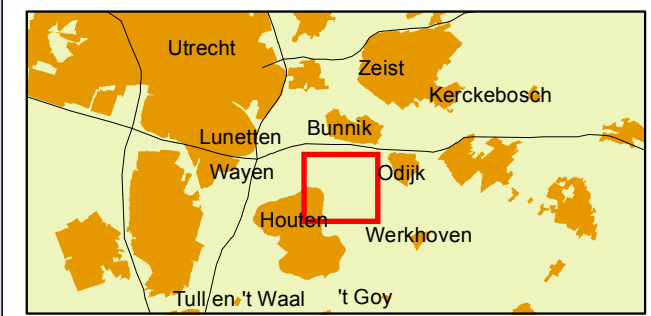 Utrecht
Zeist
Kerckebosch
Bunnik
Lunetten
Wayen
Odijk
Houten
Werkhoven
Tull en 't Waal
't Goy